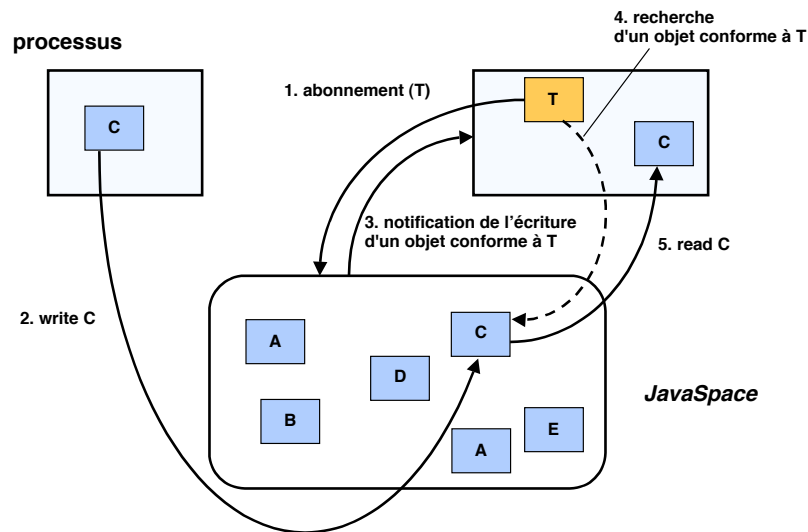 4. recherche
d'un objet conforme à T
processus
1. abonnement (T)
T
C
C
3. notification de l'écriture
d'un objet conforme à T
5. read C
2. write C
A
C
D
JavaSpace
B
A
E